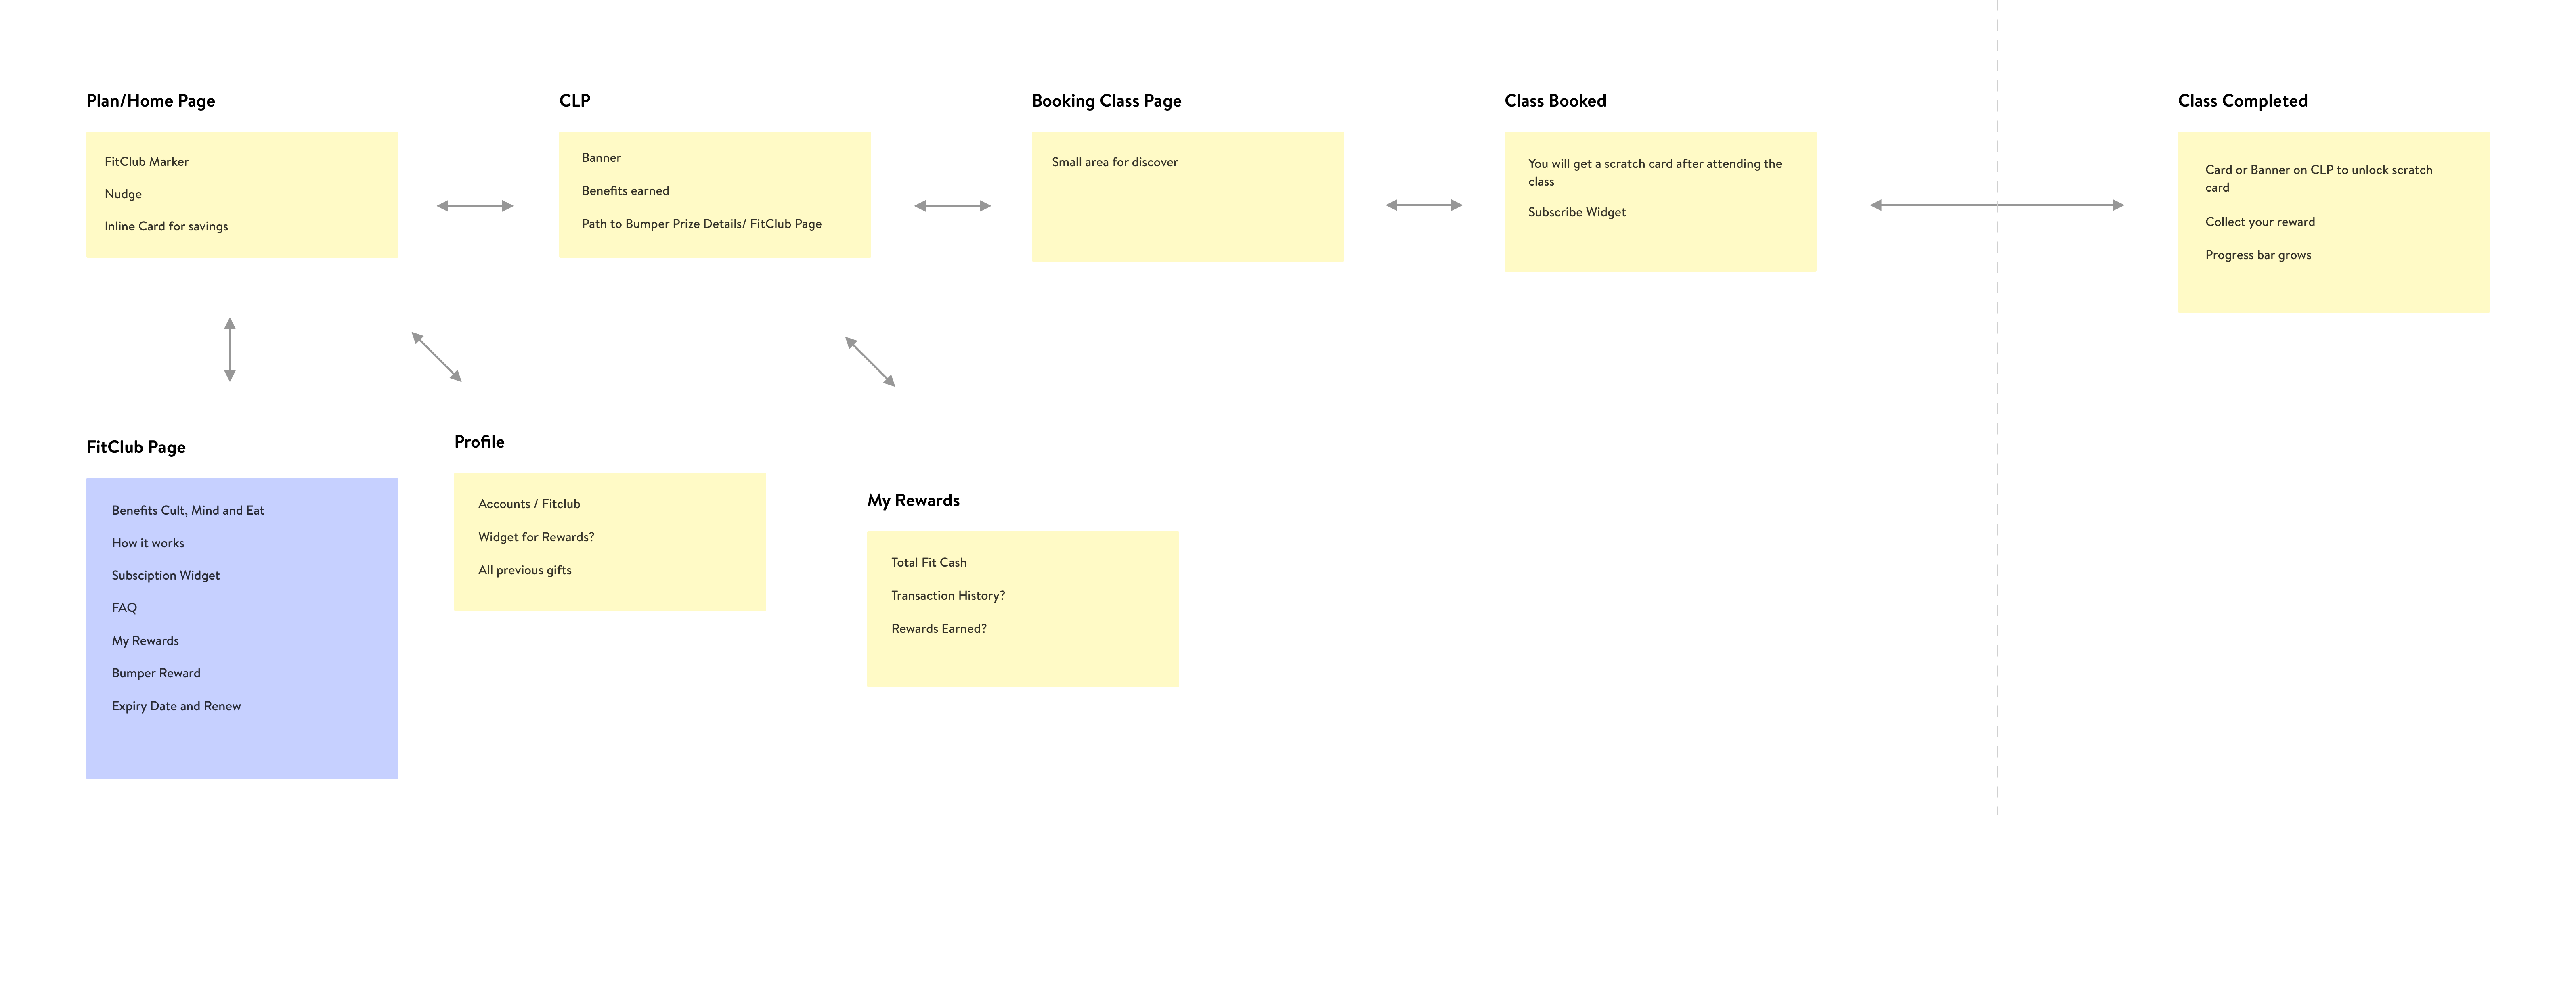 Plan/Home Page
FitClub Marker
Nudge
Inline Card for savings
CLP
Banner
Benefits earned
Path to Bumper Prize Details/ FitClub Page
Booking Class Page
Small area for discover
Class Booked
You will get a scratch card after attending the
class
Subscribe Widget
Class Completed
Card or Banner on CLP to unlock scratch
card
Collect your reward
Progress bar grows
FitClub Page
Benefits Cult, Mind and Eat
How it works
Subsciption Widget
FAQ
My Rewards
Bumper Reward
Expiry Date and Renew
Profile
Accounts / Fitclub
Widget for Rewards?
All previous gifts
My Rewards
Total Fit Cash
Transaction History?
Rewards Earned?